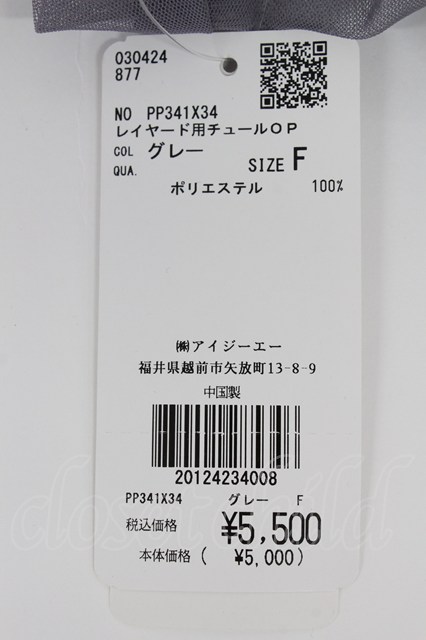 030424
877
NO PP341X34
レイヤード用チュールOP
COL グレー
SIZE F
QUA.
ポリエステル 100%
㈱アイジーエー
福井県越前市矢放町13-8-9
中国製
20124234008
PP341X34 グレー F
税込価格 ¥5,500
本体価格 ( ¥5,000)
closetchild